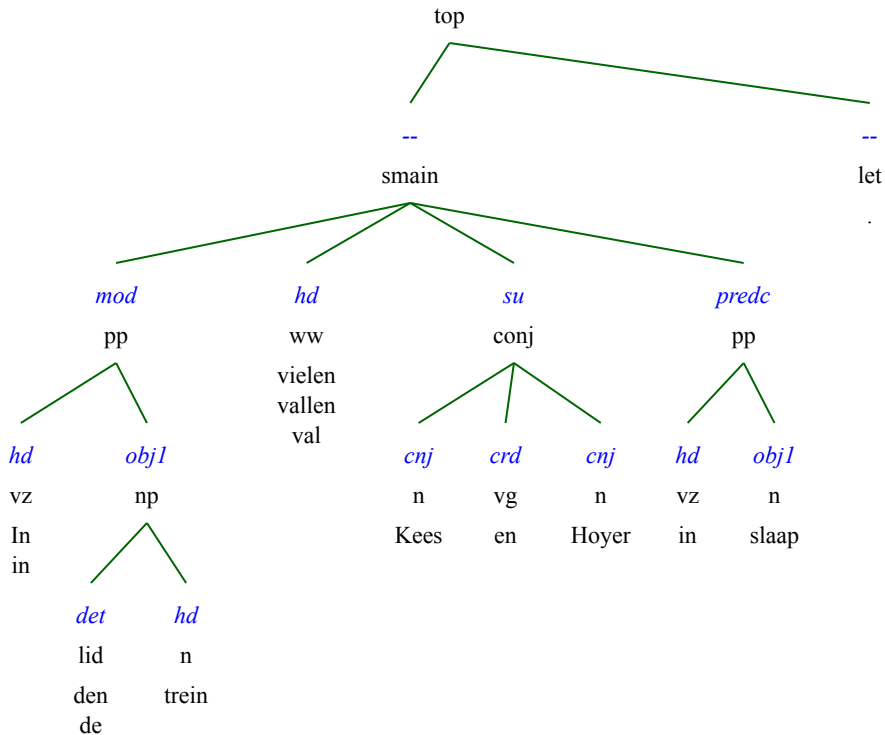 top
-- --
smain let
.
mod hd su predc
pp ww conj pp
vielen
vallen
val
hd obj1 cnj crd cnj hd obj1
vz np n vg n vz n
In Kees en Hoyer in slaap
in
det hd
lid n
den trein
de